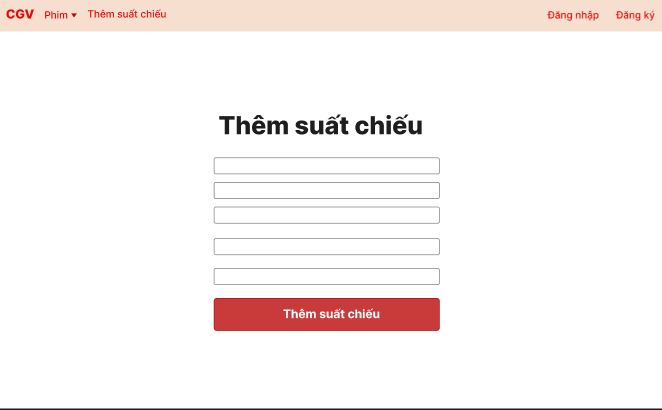 CGV Phim Thêm suất chiếu Đăng nhập Đăng ký
Thêm suất chiếu
Thêm suất chiếu